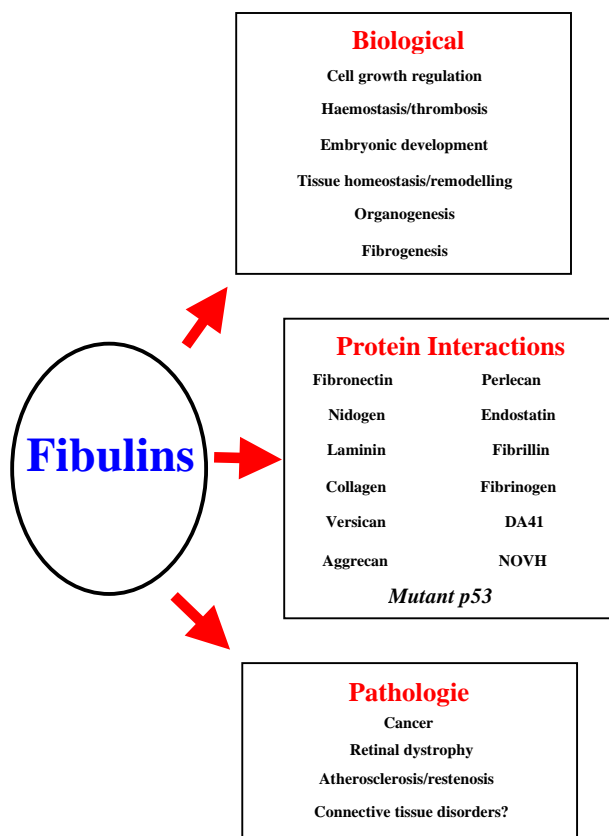 Biological
Cell growth regulation
Haemostasis/thrombosis
Embryonic development
Tissue homeostasis/remodelling
Organogenesis
Fibrogenesis
Fibulins
Protein Interactions
Fibronectin Perlecan
Nidogen Endostatin
Laminin Fibrillin
Collagen Fibrinogen
Versican DA41
Aggrecan NOVH
Mutant p53
Pathologie
Cancer
Retinal dystrophy
Atherosclerosis/restenosis
Connective tissue disorders?